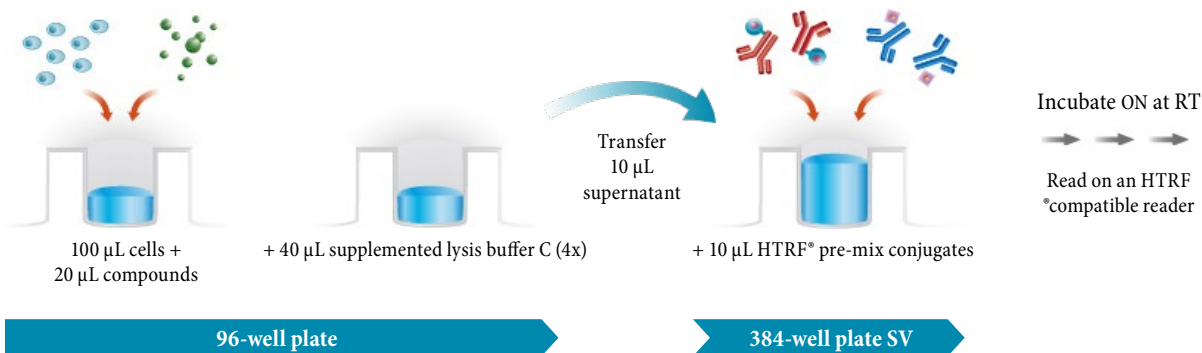 100 µL cells +
20 µL compounds
+ 40 µL supplemented lysis buffer C (4x)
Transfer
10 µL
supernatant
+ 10 µL HTRF® pre-mix conjugates
Incubate ON at RT
Read on an HTRF
®compatible reader
96-well plate
384-well plate SV